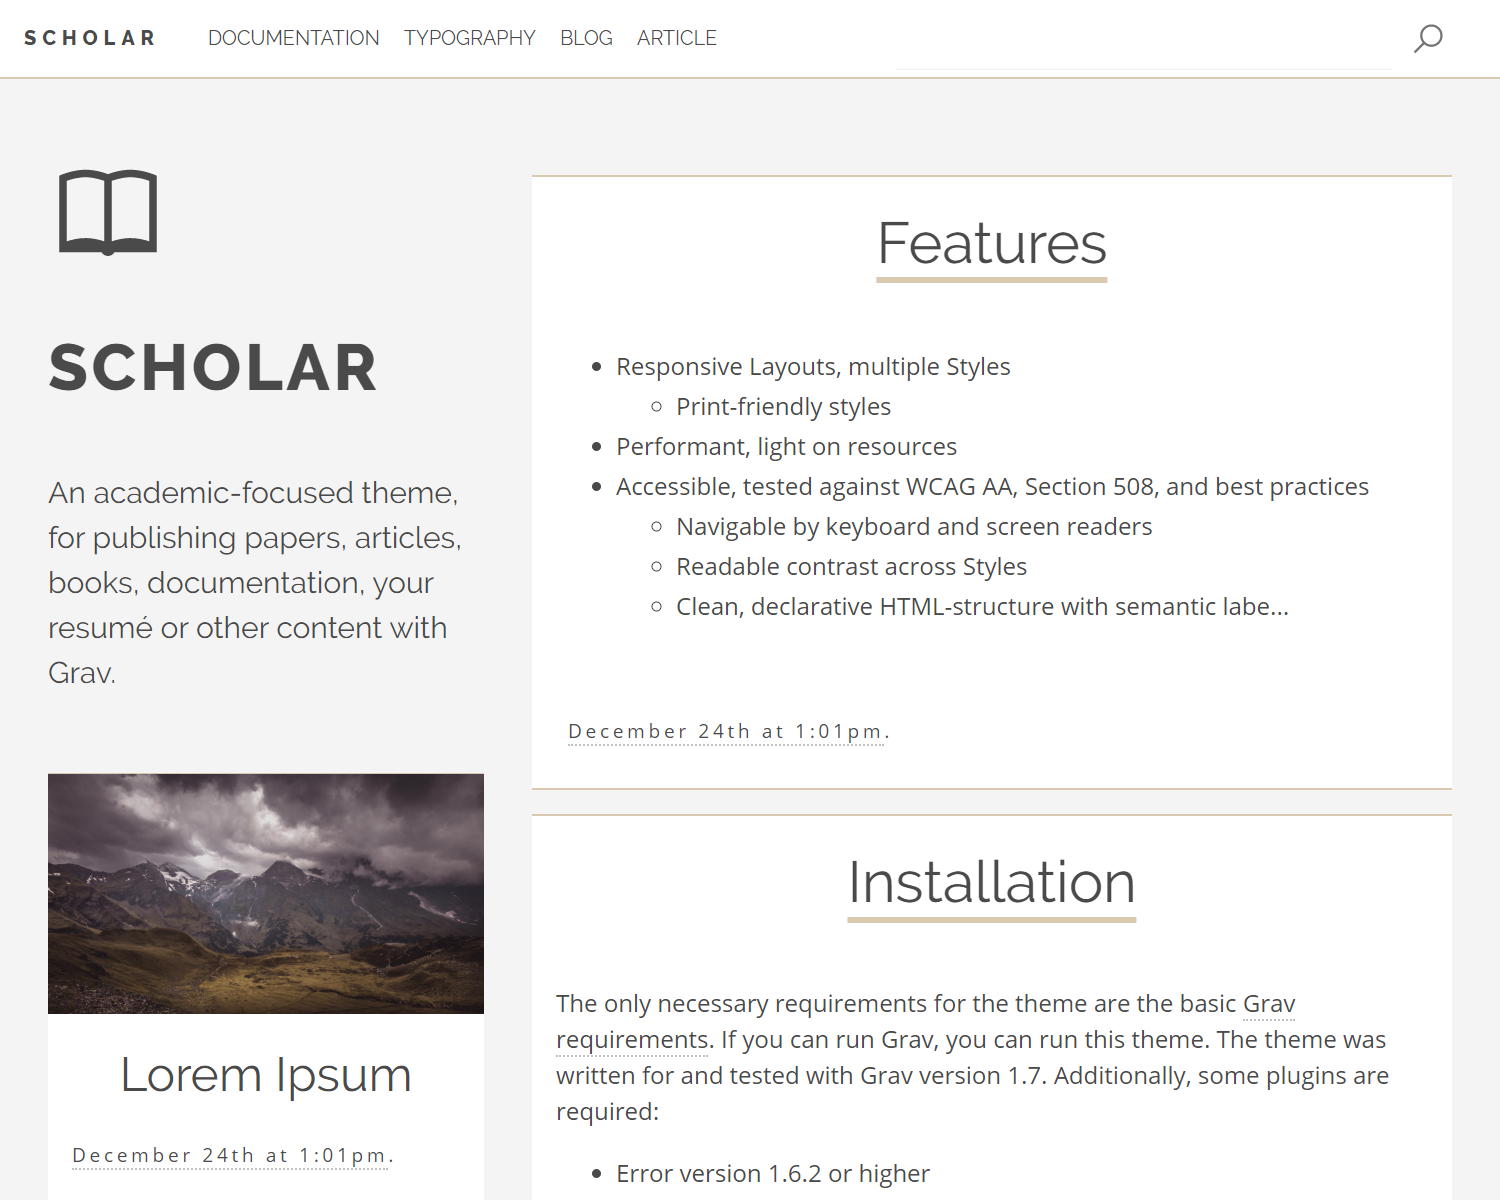 SCHOLAR
DOCUMENTATION TYPOGRAPHY BLOG ARTICLE
SCHOLAR
An academic-focused theme,
for publishing papers, articles,
books, documentation, your
resumé or other content with
Grav.
Lorem Ipsum
December 24th at 1:01pm.
Features
Responsive Layouts, multiple Styles
Print-friendly styles
Performant, light on resources
Accessible, tested against WCAG AA, Section 508, and best practices
Navigable by keyboard and screen readers
Readable contrast across Styles
Clean, declarative HTML-structure with semantic labe...
December 24th at 1:01pm.
Installation
The only necessary requirements for the theme are the basic Grav
requirements. If you can run Grav, you can run this theme. The theme was
written for and tested with Grav version 1.7. Additionally, some plugins are
required:
Error version 1.6.2 or higher